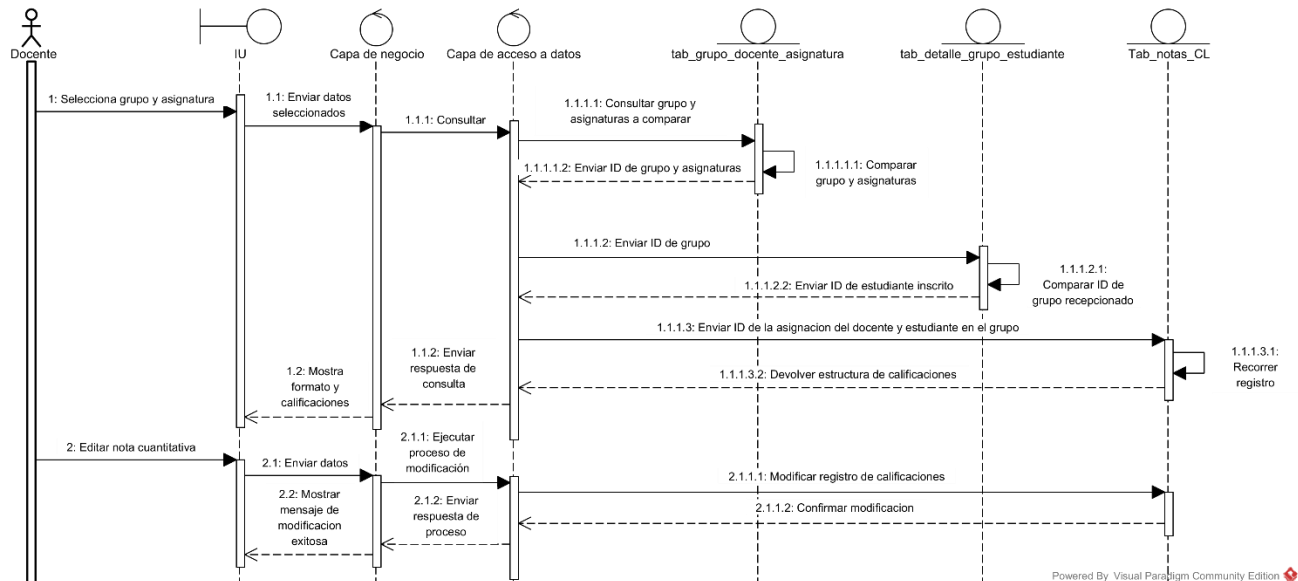 Docente
IU
Capa de negocio
Capa de acceso a datos
tab_grupo_docente_asignatura
tab_detalle_grupo_estudiante
Tab_notas_CL
1: Selecciona grupo y asignatura
1.1: Enviar datos
seleccionados
1.1.1: Consultar
1.1.1.1: Consultar grupo y
asignaturas a comparar
1.1.1.1.1: Comparar
grupo y asignaturas
1.1.1.1.2: Enviar ID de grupo y asignaturas
1.1.1.2: Enviar ID de grupo
1.1.1.2.1:
Comparar ID de
grupo recepcionado
1.1.1.2.2: Enviar ID de estudiante inscrito
1.1.1.3: Enviar ID de la asignacion del docente y estudiante en el grupo
1.1.1.3.1:
Recorrer
registro
1.1.1.3.2: Devolver estructura de calificaciones
1.1.2: Enviar
respuesta de
consulta
1.2: Mostra
formato y
calificaciones
2: Editar nota cuantitativa
2.1: Enviar datos
2.1.1: Ejecutar
proceso de
modificación
2.1.1.1: Modificar registro de calificaciones
2.1.1.2: Confirmar modificacion
2.1.2: Enviar
respuesta de
proceso
2.2: Mostrar
mensaje de
modificacion
exitosa
Powered By Visual Paradigm Community Edition